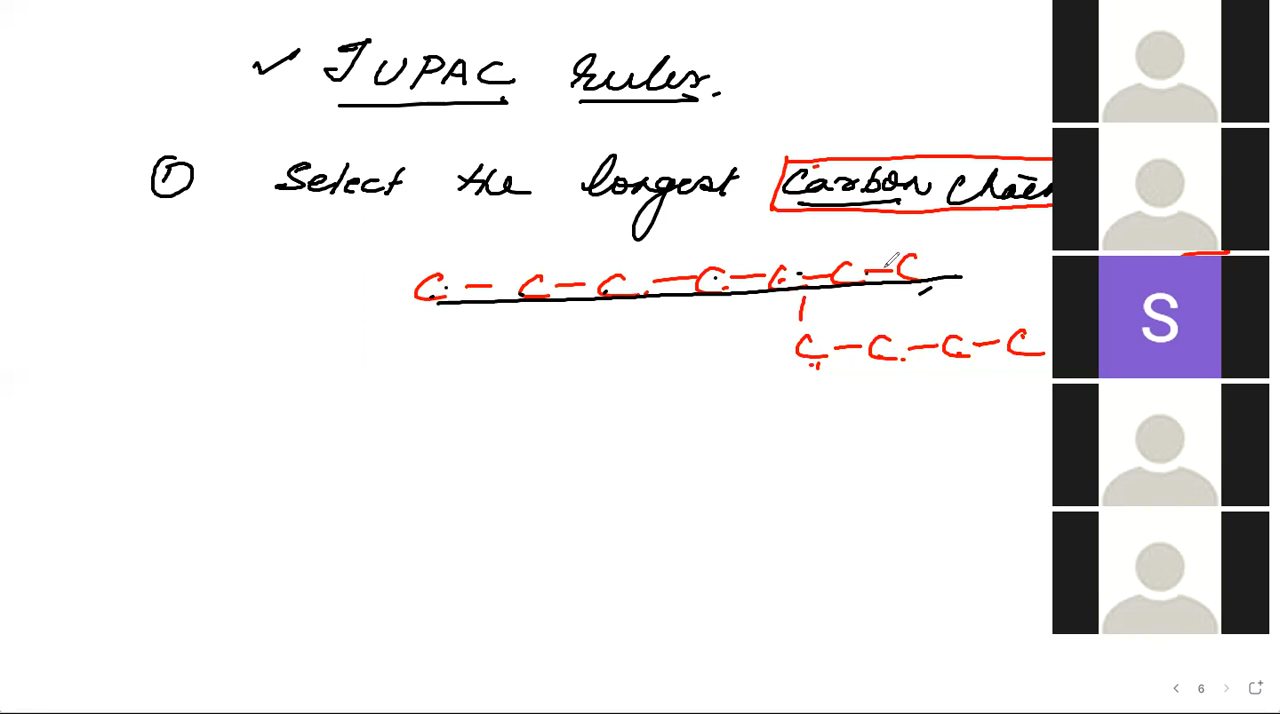 ✓ IUPAC rules.
① Select the longest carbon chain
C - C - C - C - C - C - C
|
C - C - C - C
S
6